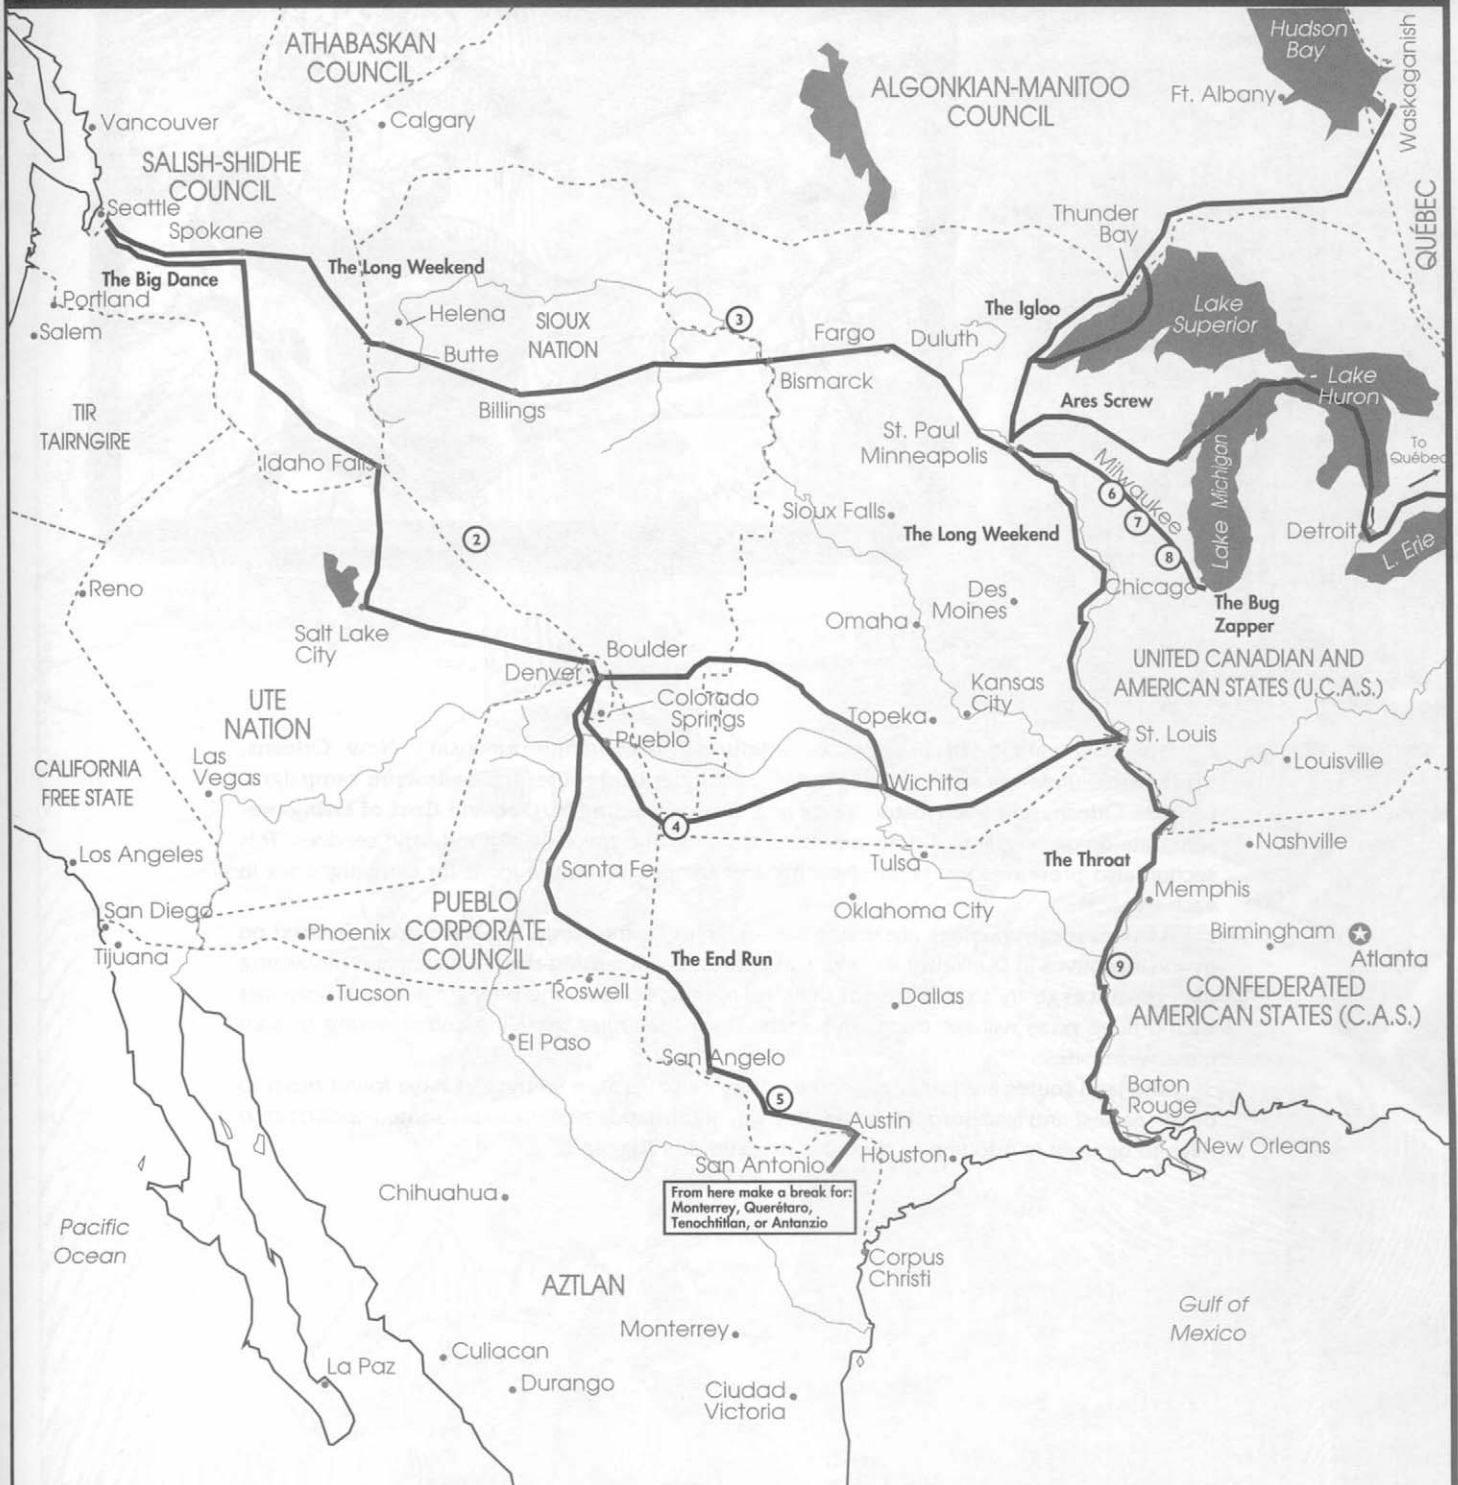 ATHABASKAN
COUNCIL
ALGONKIAN-MANITOO
COUNCIL
Hudson
Bay
Ft. Albany
Waskaganish
QUÉBEC
Vancouver
Calgary
SALISH-SHIDHE
COUNCIL
Seattle
Spokane
The Big Dance
The Long Weekend
Portland
Salem
Helena
Butte
SIOUX
NATION
Billings
3
Bismarck
Fargo
Duluth
Thunder
Bay
The Igloo
Lake
Superior
Lake
Huron
Ares Screw
To
Québec
TIR
TAIRNGIRE
Idaho Falls
St. Paul
Minneapolis
Milwaukee
6
7
8
Lake Michigan
Detroit
L. Erie
Sioux Falls
The Long Weekend
2
Reno
Des
Moines
Omaha
Chicago
The Bug
Zapper
Salt Lake
City
Boulder
Denver
UNITED CANADIAN AND
AMERICAN STATES (U.C.A.S.)
UTE
NATION
Colorado
Springs
Pueblo
Kansas
City
Topeka
St. Louis
Louisville
CALIFORNIA
FREE STATE
Las
Vegas
Wichita
4
Los Angeles
Santa Fe
Tulsa
The Throat
Nashville
Memphis
San Diego
Tijuana
Phoenix
PUEBLO
CORPORATE
COUNCIL
Oklahoma City
Birmingham
Atlanta
The End Run
9
Tucson
Roswell
Dallas
CONFEDERATED
AMERICAN STATES (C.A.S.)
El Paso
San Angelo
5
Austin
Baton
Rouge
New Orleans
San Antonio
Houston
Chihuahua
From here make a break for:
Monterrey, Querétaro,
Tenochtitlan, or Antanzio
Pacific
Ocean
Corpus
Christi
AZTLAN
Gulf of
Mexico
Monterrey
Culiacan
La Paz
Durango
Ciudad
Victoria